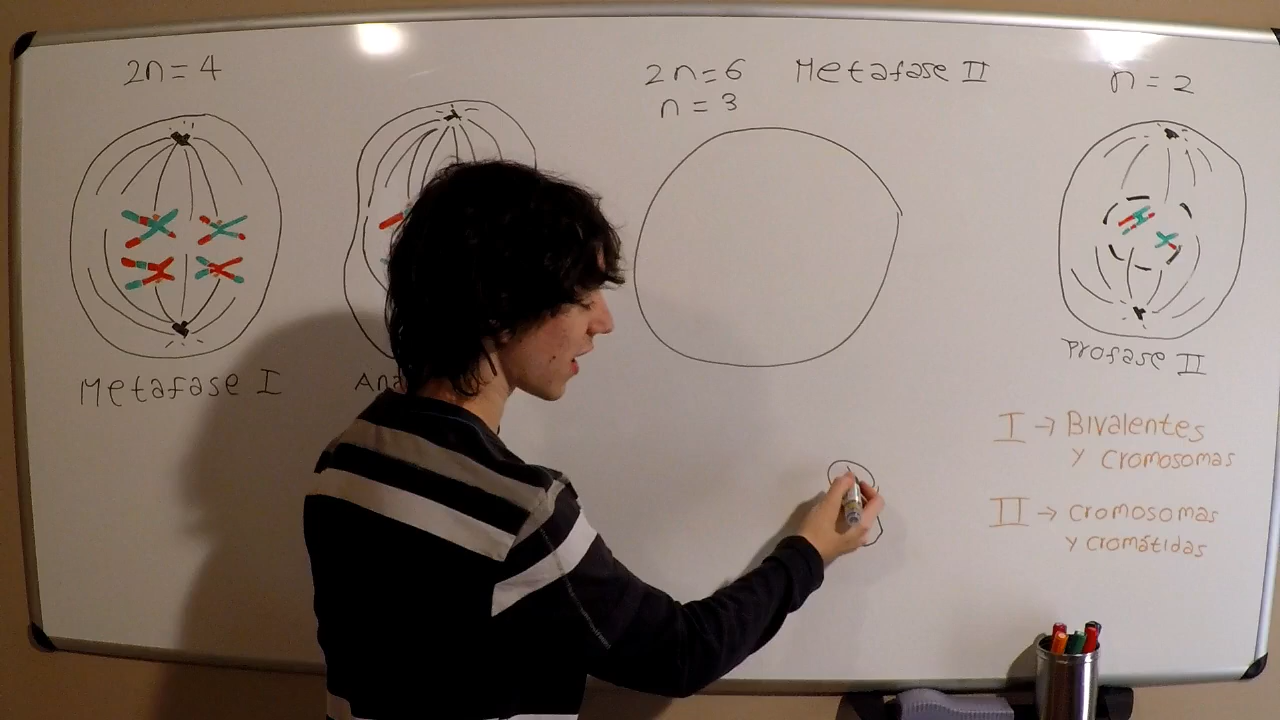 2n = 4
Metafase I
2n = 6
n = 3
Metafase II
n = 2
Profase II
I → Bivalentes
y cromosomas
II → cromosomas
y cromátidas